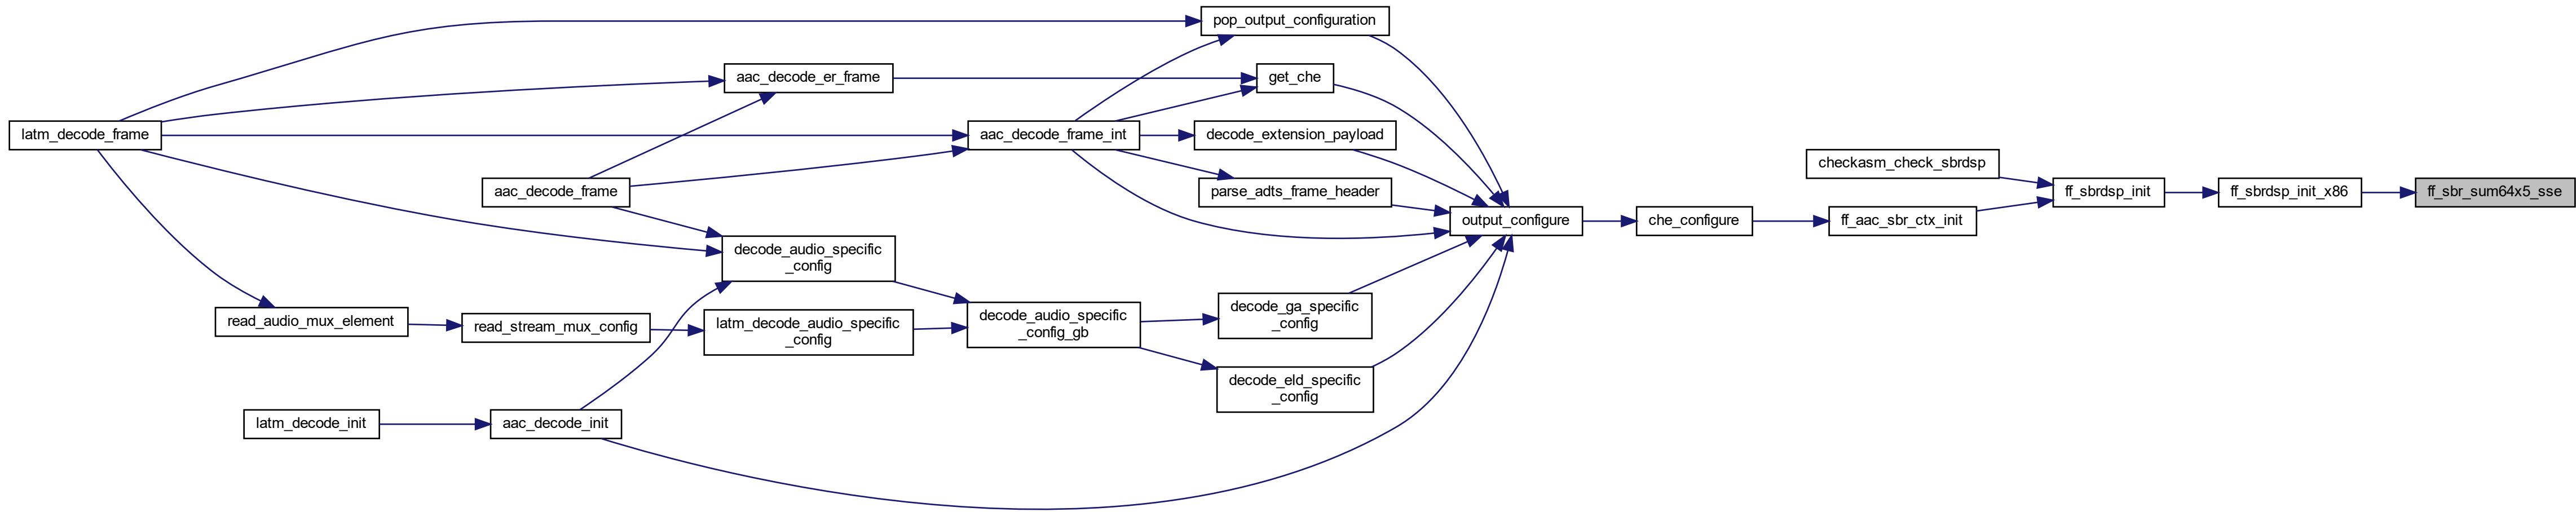 pop_output_configuration
aac_decode_er_frame
get_che
latm_decode_frame
aac_decode_frame_int
decode_extension_payload
checkasm_check_sbrdsp
aac_decode_frame
parse_adts_frame_header
ff_sbrdsp_init
ff_sbrdsp_init_x86
ff_sbr_sum64x5_sse
output_configure
che_configure
ff_aac_sbr_ctx_init
decode_audio_specific
_config
read_audio_mux_element
read_stream_mux_config
latm_decode_audio_specific
_config
decode_audio_specific
_config_gb
decode_ga_specific
_config
decode_eld_specific
_config
latm_decode_init
aac_decode_init